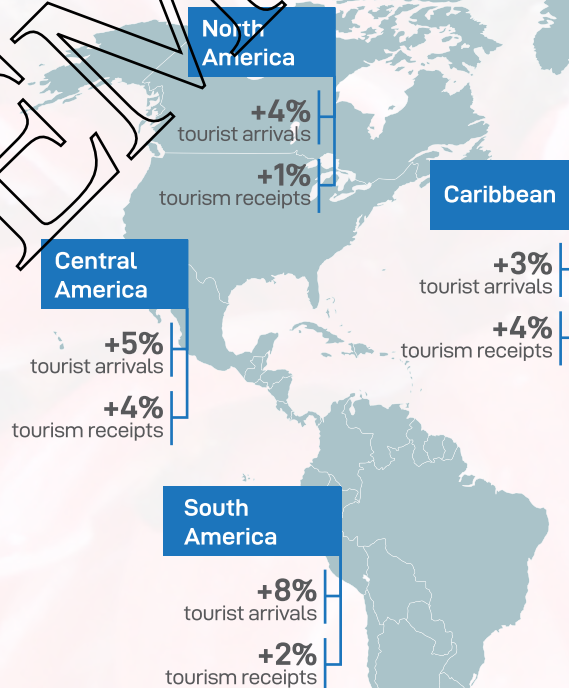 North
America
+4%
tourist arrivals
+1%
tourism receipts
Caribbean
+3%
tourist arrivals
+4%
tourism receipts
Central
America
+5%
tourist arrivals
+4%
tourism receipts
South
America
+8%
tourist arrivals
+2%
tourism receipts